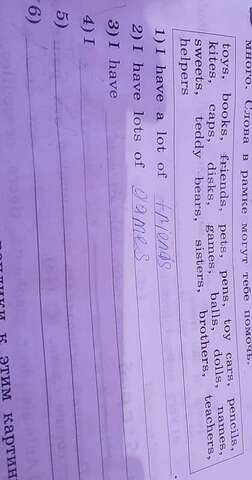 много. Слова в рамке могут тебе помочь.
toys, books, friends, pets, pens, toy cars, pencils,
kites, caps, disks, games, balls, dolls, names,
sweets, teddy bears, sisters, brothers, teachers,
helpers
1) I have a lot of friends
2) I have lots of games
3) I have
4) I
5)
6)
к этим картин